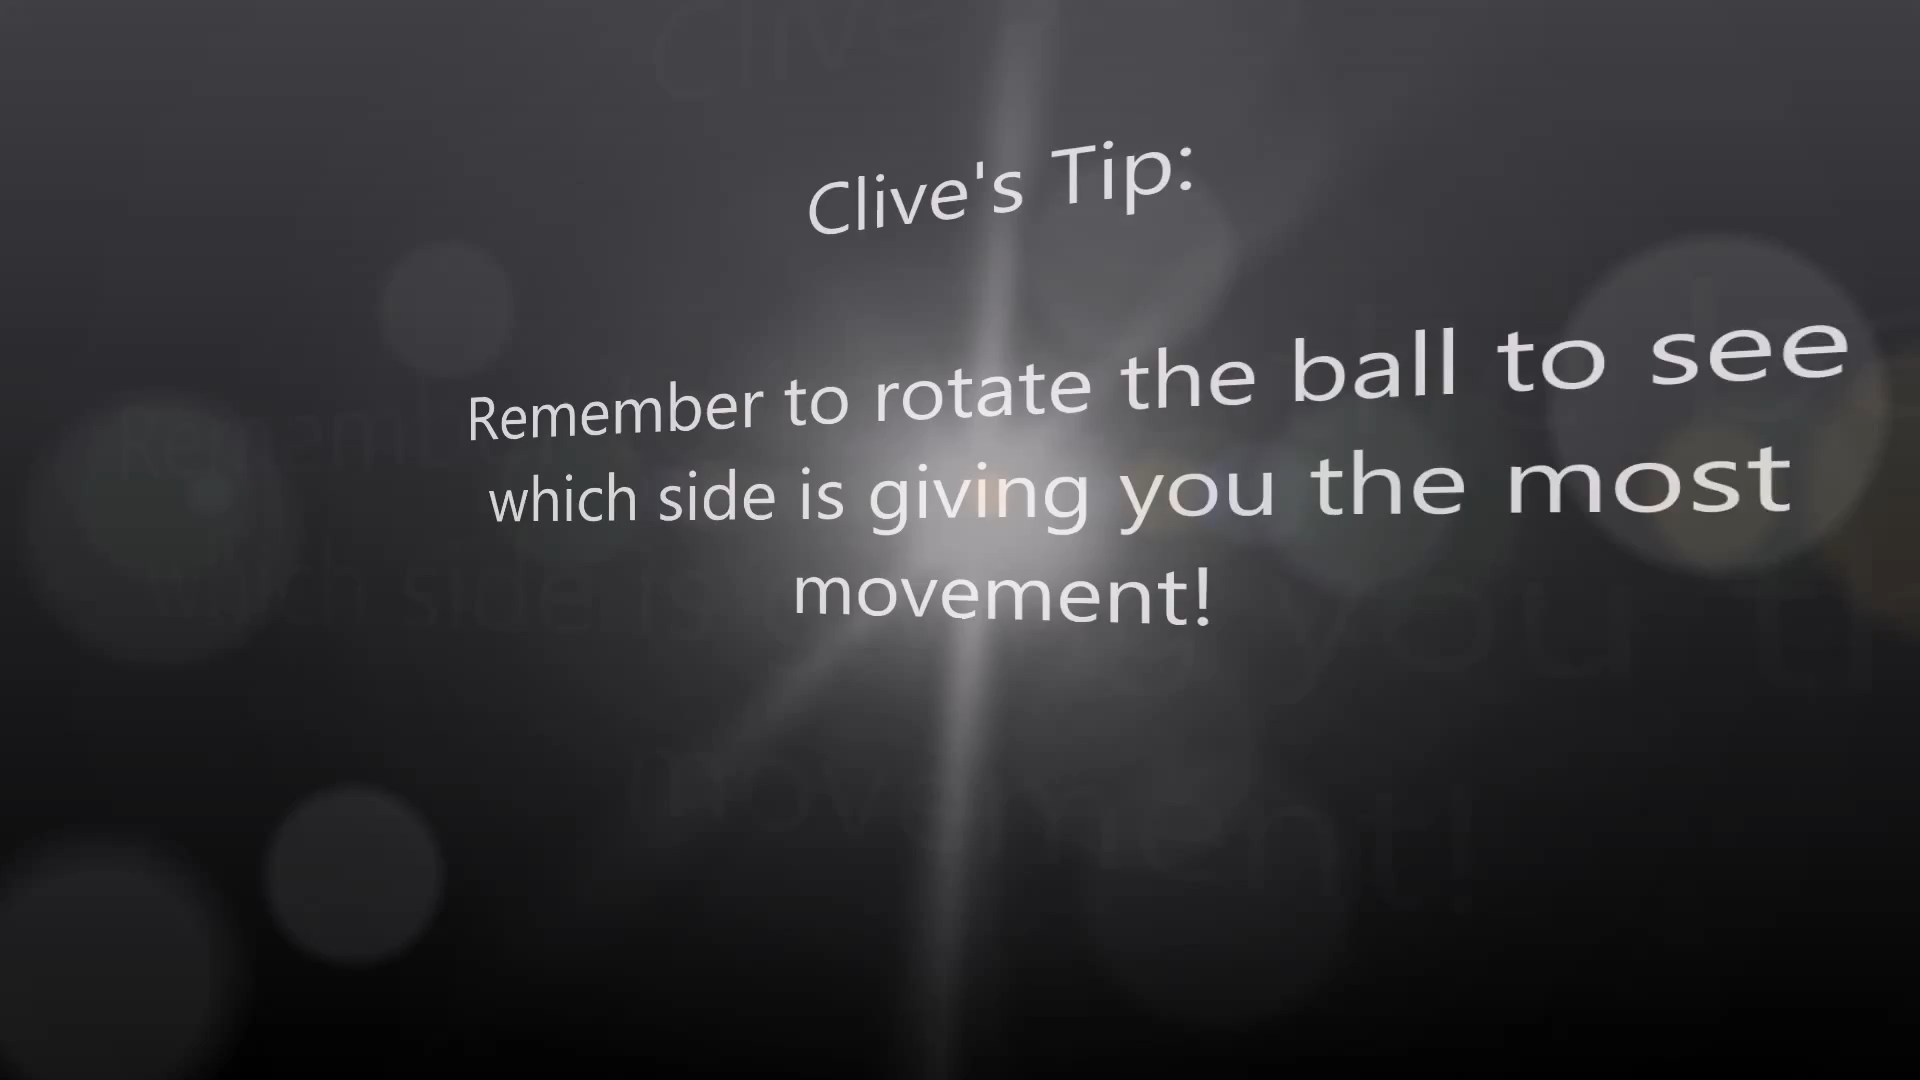 Clive's Tip:
Remember to rotate the ball to see
which side is giving you the most
movement!